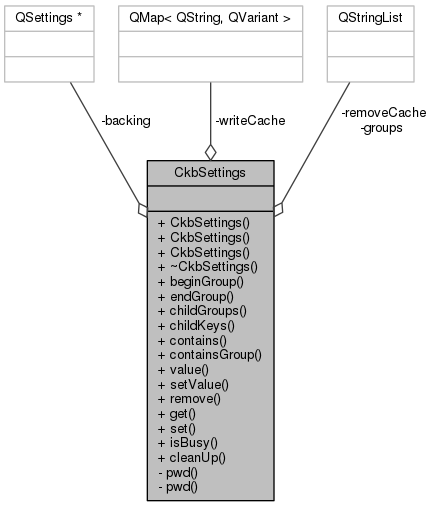 QSettings *
QMap< QString, QVariant >
QStringList
-backing
-writeCache
-removeCache
-groups
CkbSettings
+ CkbSettings()
+ CkbSettings()
+ CkbSettings()
+ ~CkbSettings()
+ beginGroup()
+ endGroup()
+ childGroups()
+ childKeys()
+ contains()
+ containsGroup()
+ value()
+ setValue()
+ remove()
+ get()
+ set()
+ isBusy()
+ cleanUp()
- pwd()
- pwd()